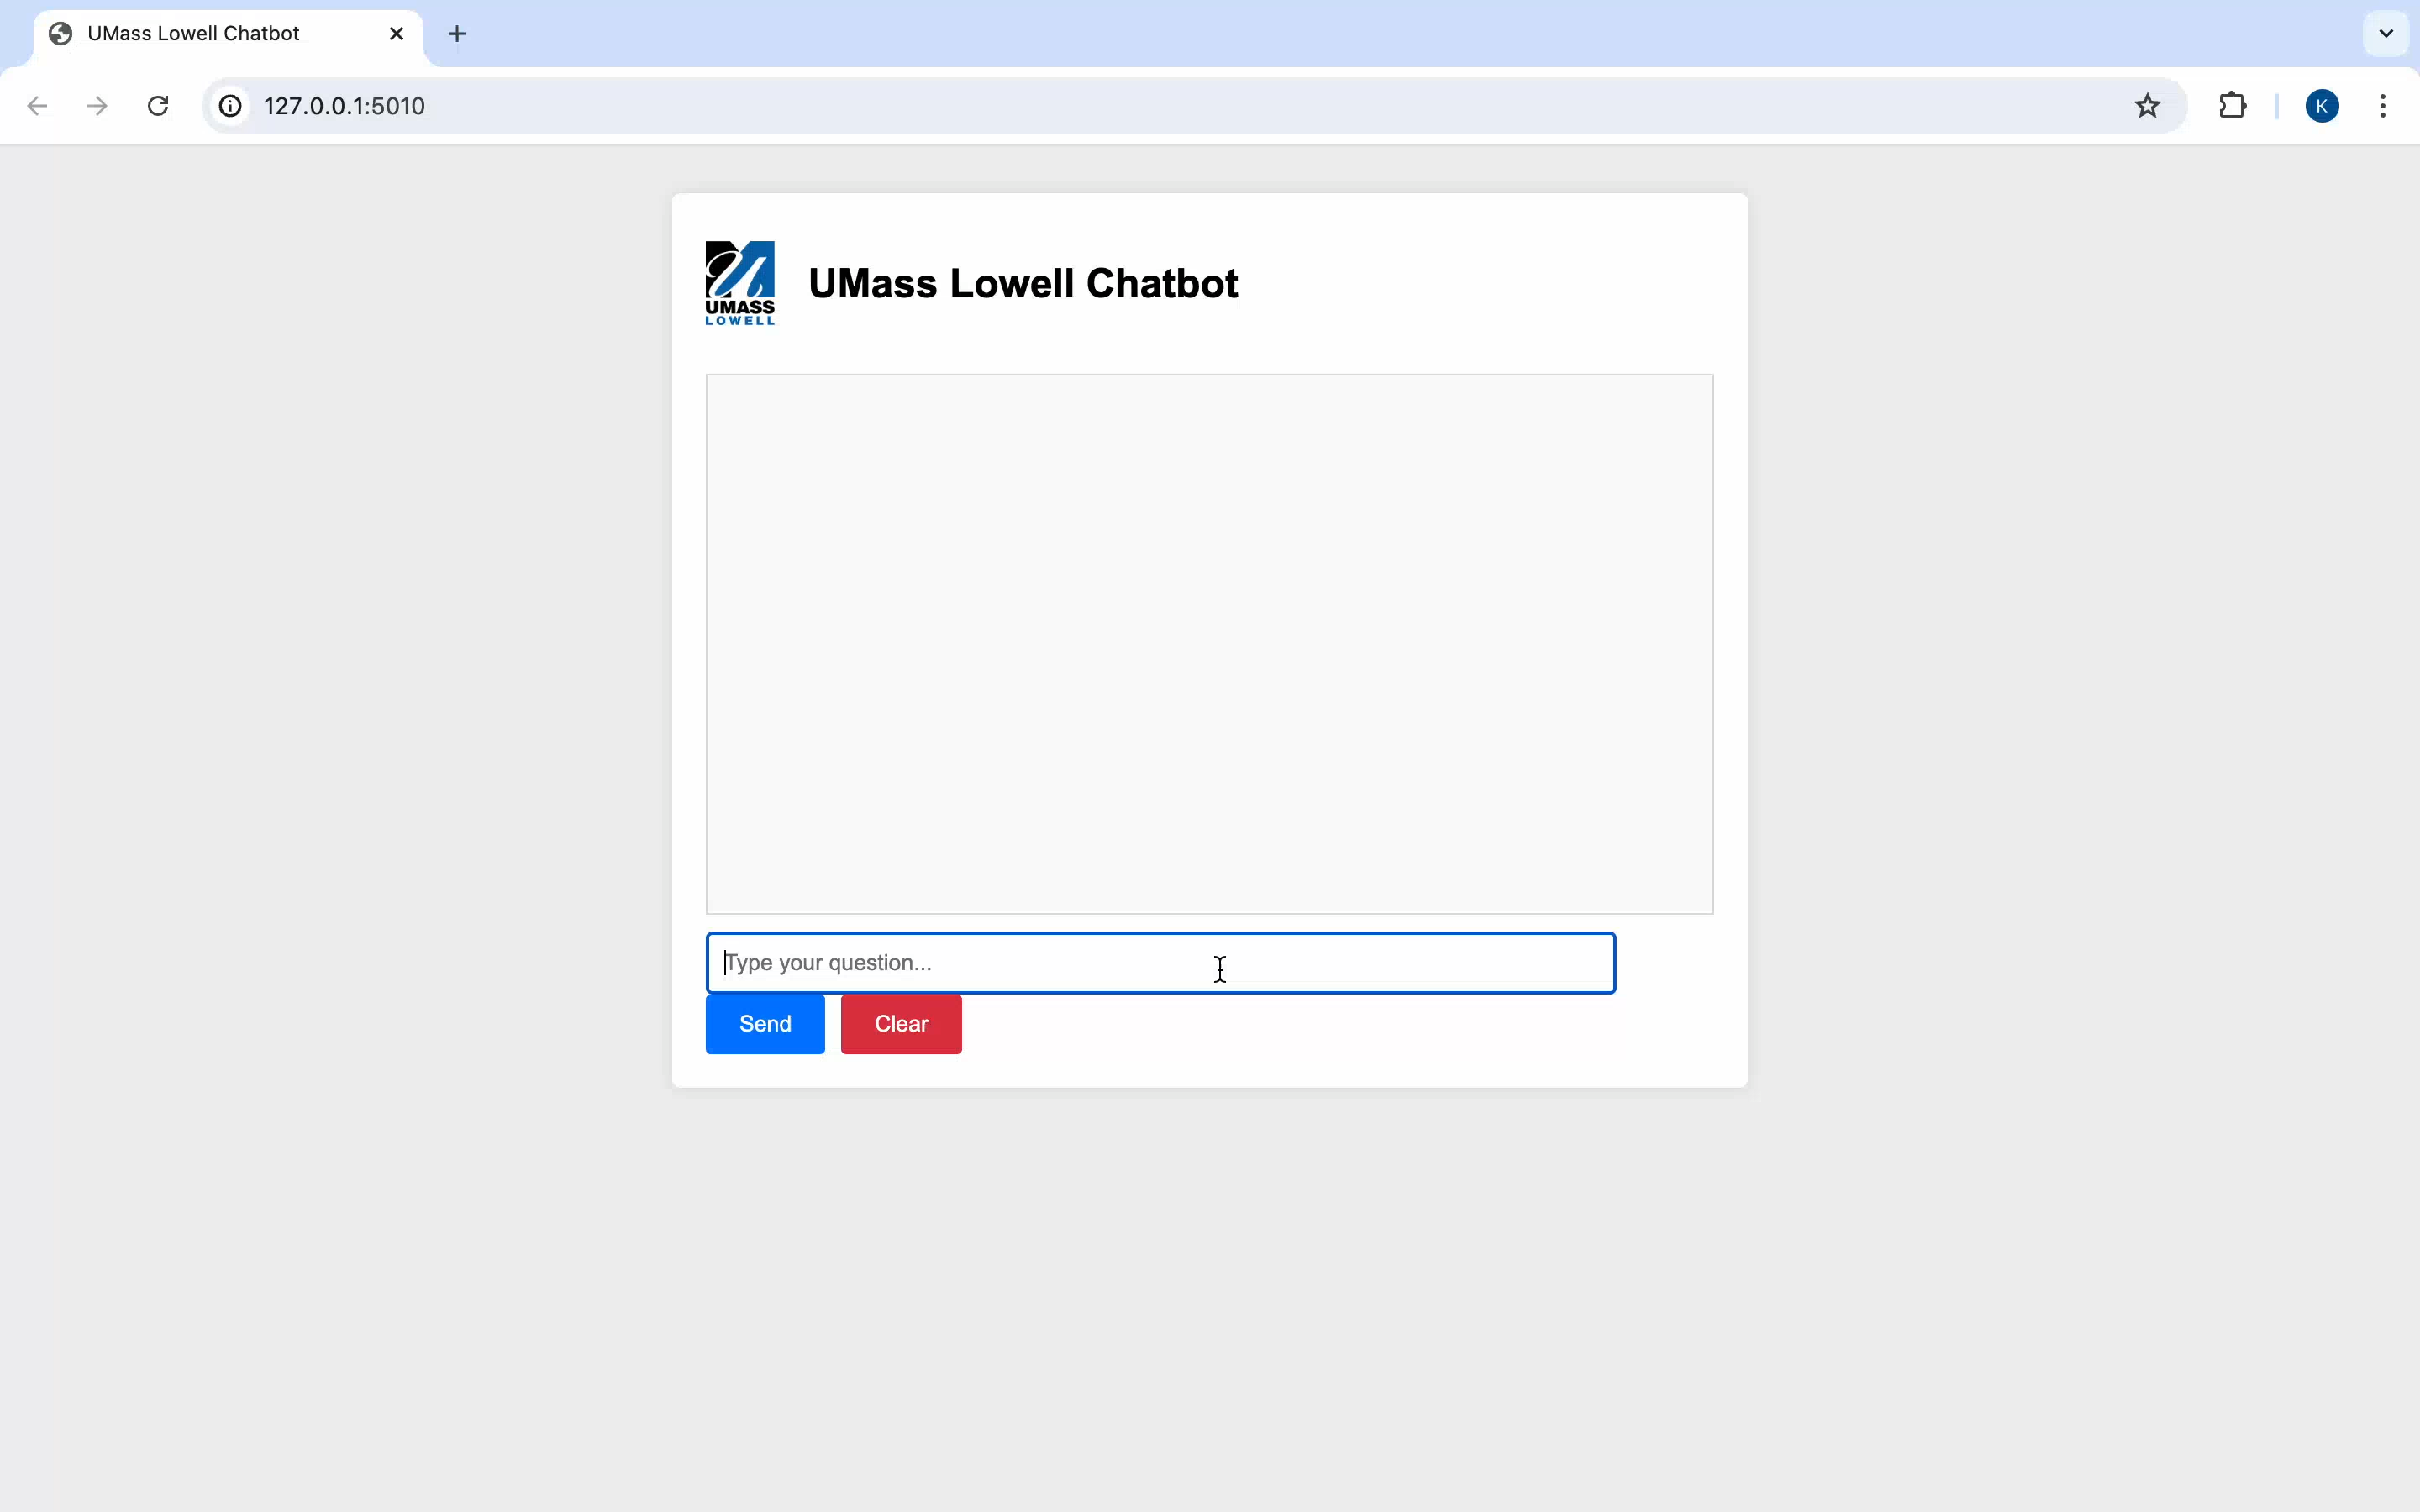 UMass Lowell Chatbot
127.0.0.1:5010
K
UMASS
LOWELL
UMass Lowell Chatbot
Type your question...
Send
Clear